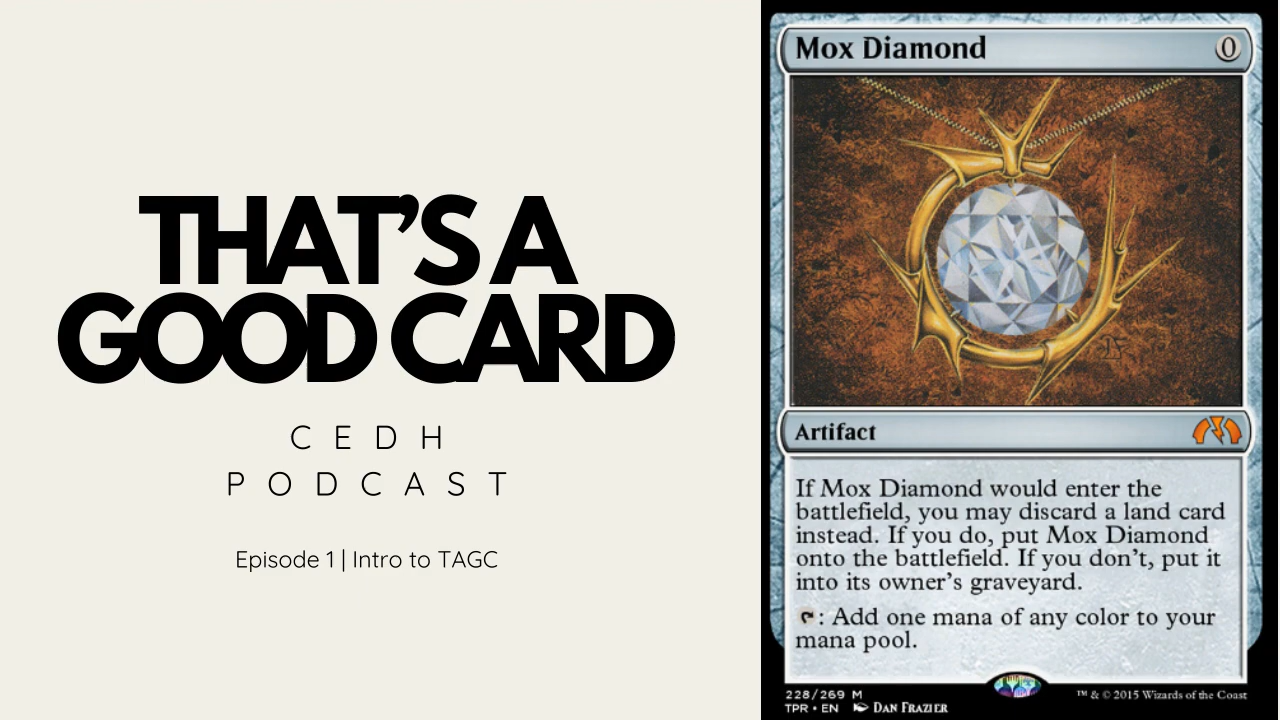 THAT'S A
GOOD CARD
CEDH
PODCAST
Episode 1 | Intro to TAGC
Mox Diamond 0
Artifact
If Mox Diamond would enter the
battlefield, you may discard a land card
instead. If you do, put Mox Diamond
onto the battlefield. If you don't, put it
into its owner's graveyard.
: Add one mana of any color to your
mana pool.
228/269 M
TPR • EN DAN FRAZIER
™ & © 2015 Wizards of the Coast